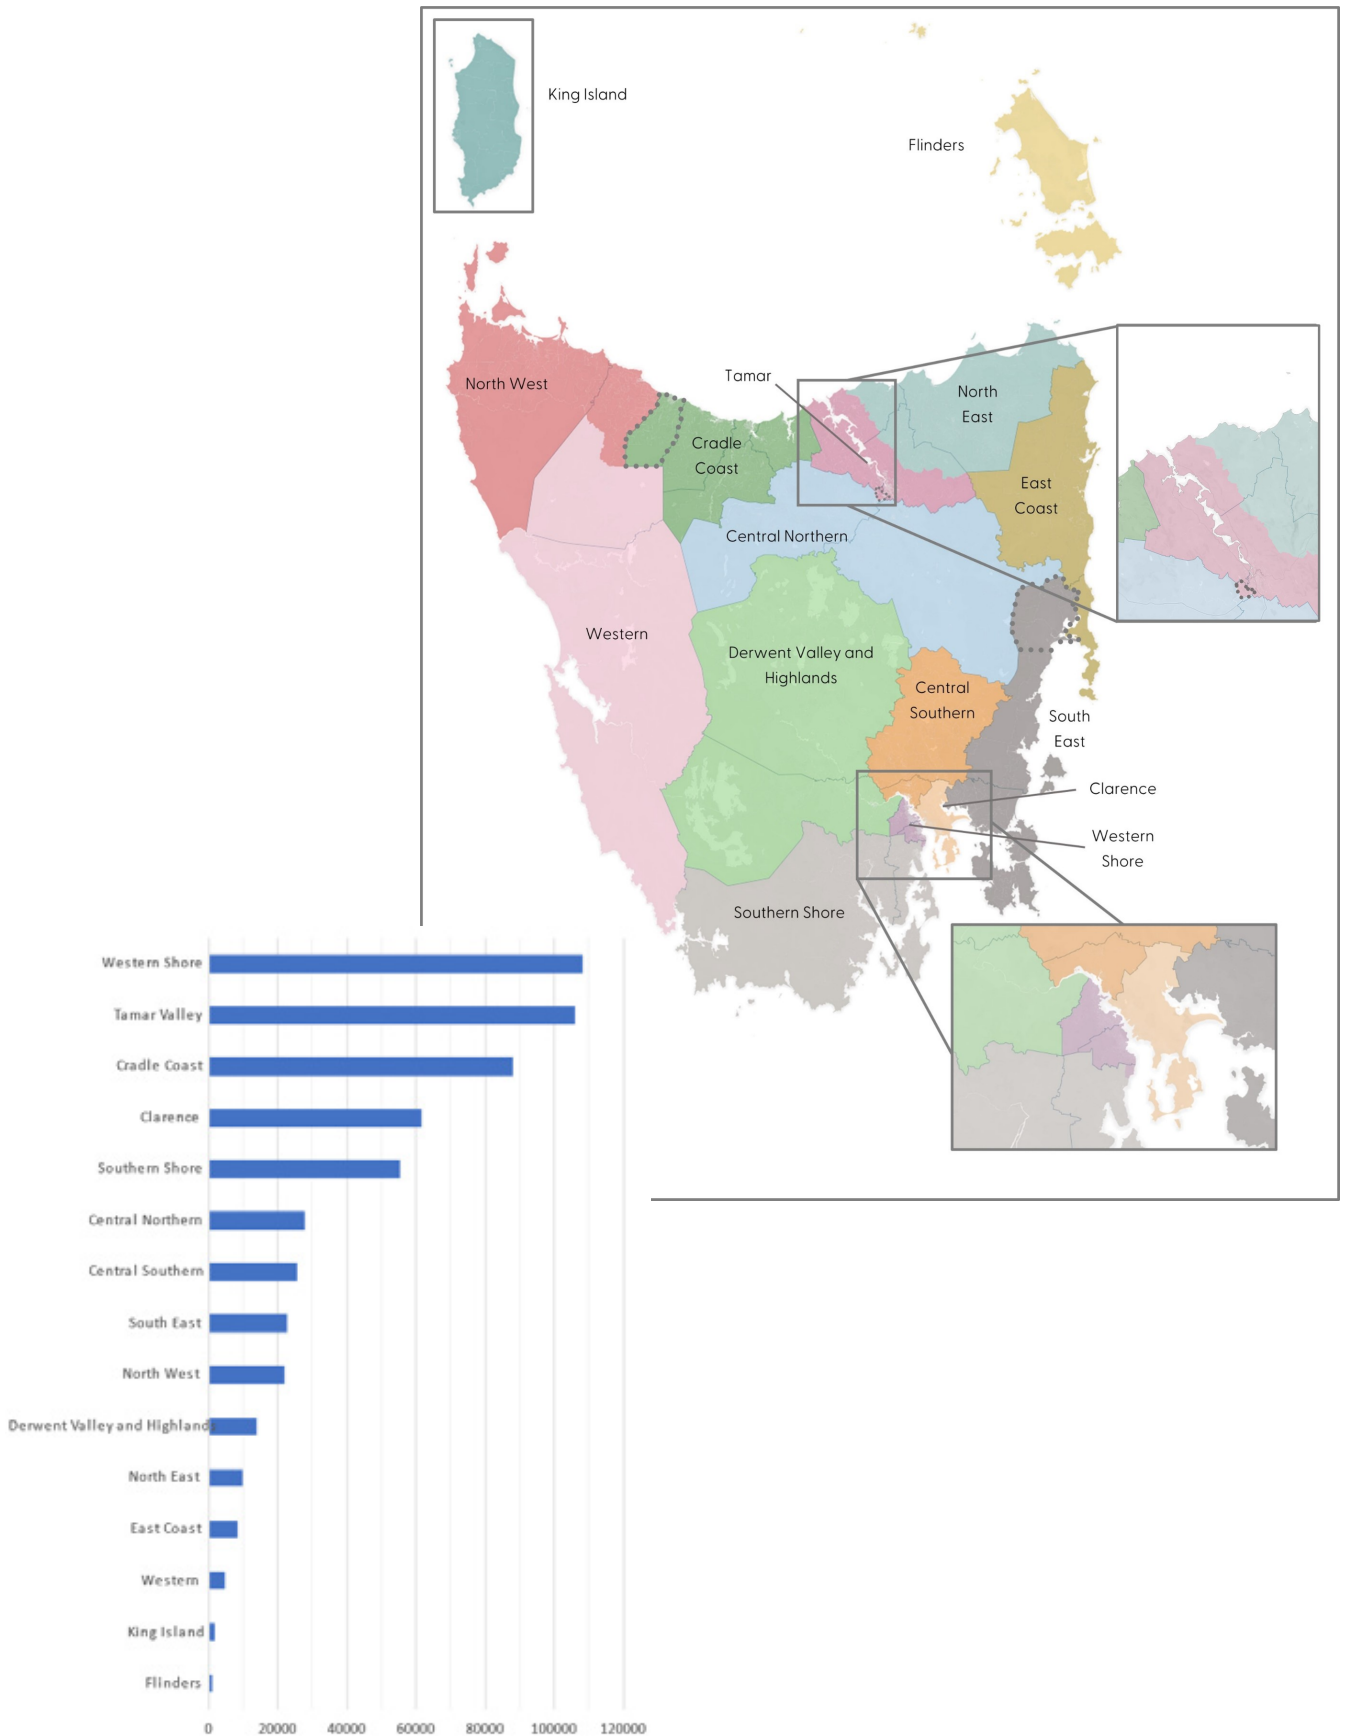 King Island
Flinders
North West
Tamar
North
East
Cradle
Coast
East
Coast
Central Northern
Western
Derwent Valley and
Highlands
Central
Southern
South
East
Clarence
Western
Shore
Southern Shore
Western Shore
Tamar Valley
Cradle Coast
Clarence
Southern Shore
Central Northern
Central Southern
South East
North West
Derwent Valley and Highlands
North East
East Coast
Western
King Island
Flinders
0 20000 40000 60000 80000 100000 120000